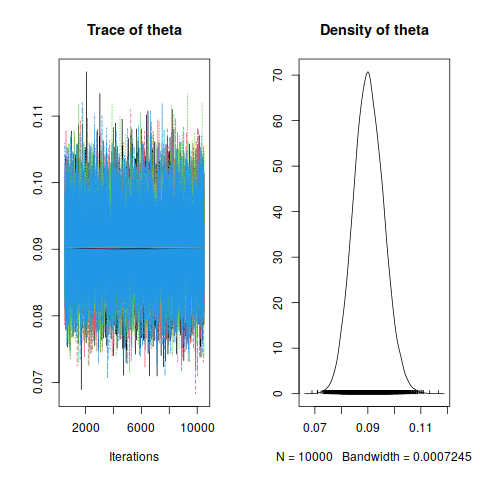 Trace of theta
0.07 0.08 0.09 0.10 0.11
2000 6000 10000
Iterations
Density of theta
0 10 20 30 40 50 60 70
0.07 0.09 0.11
N = 10000 Bandwidth = 0.0007245